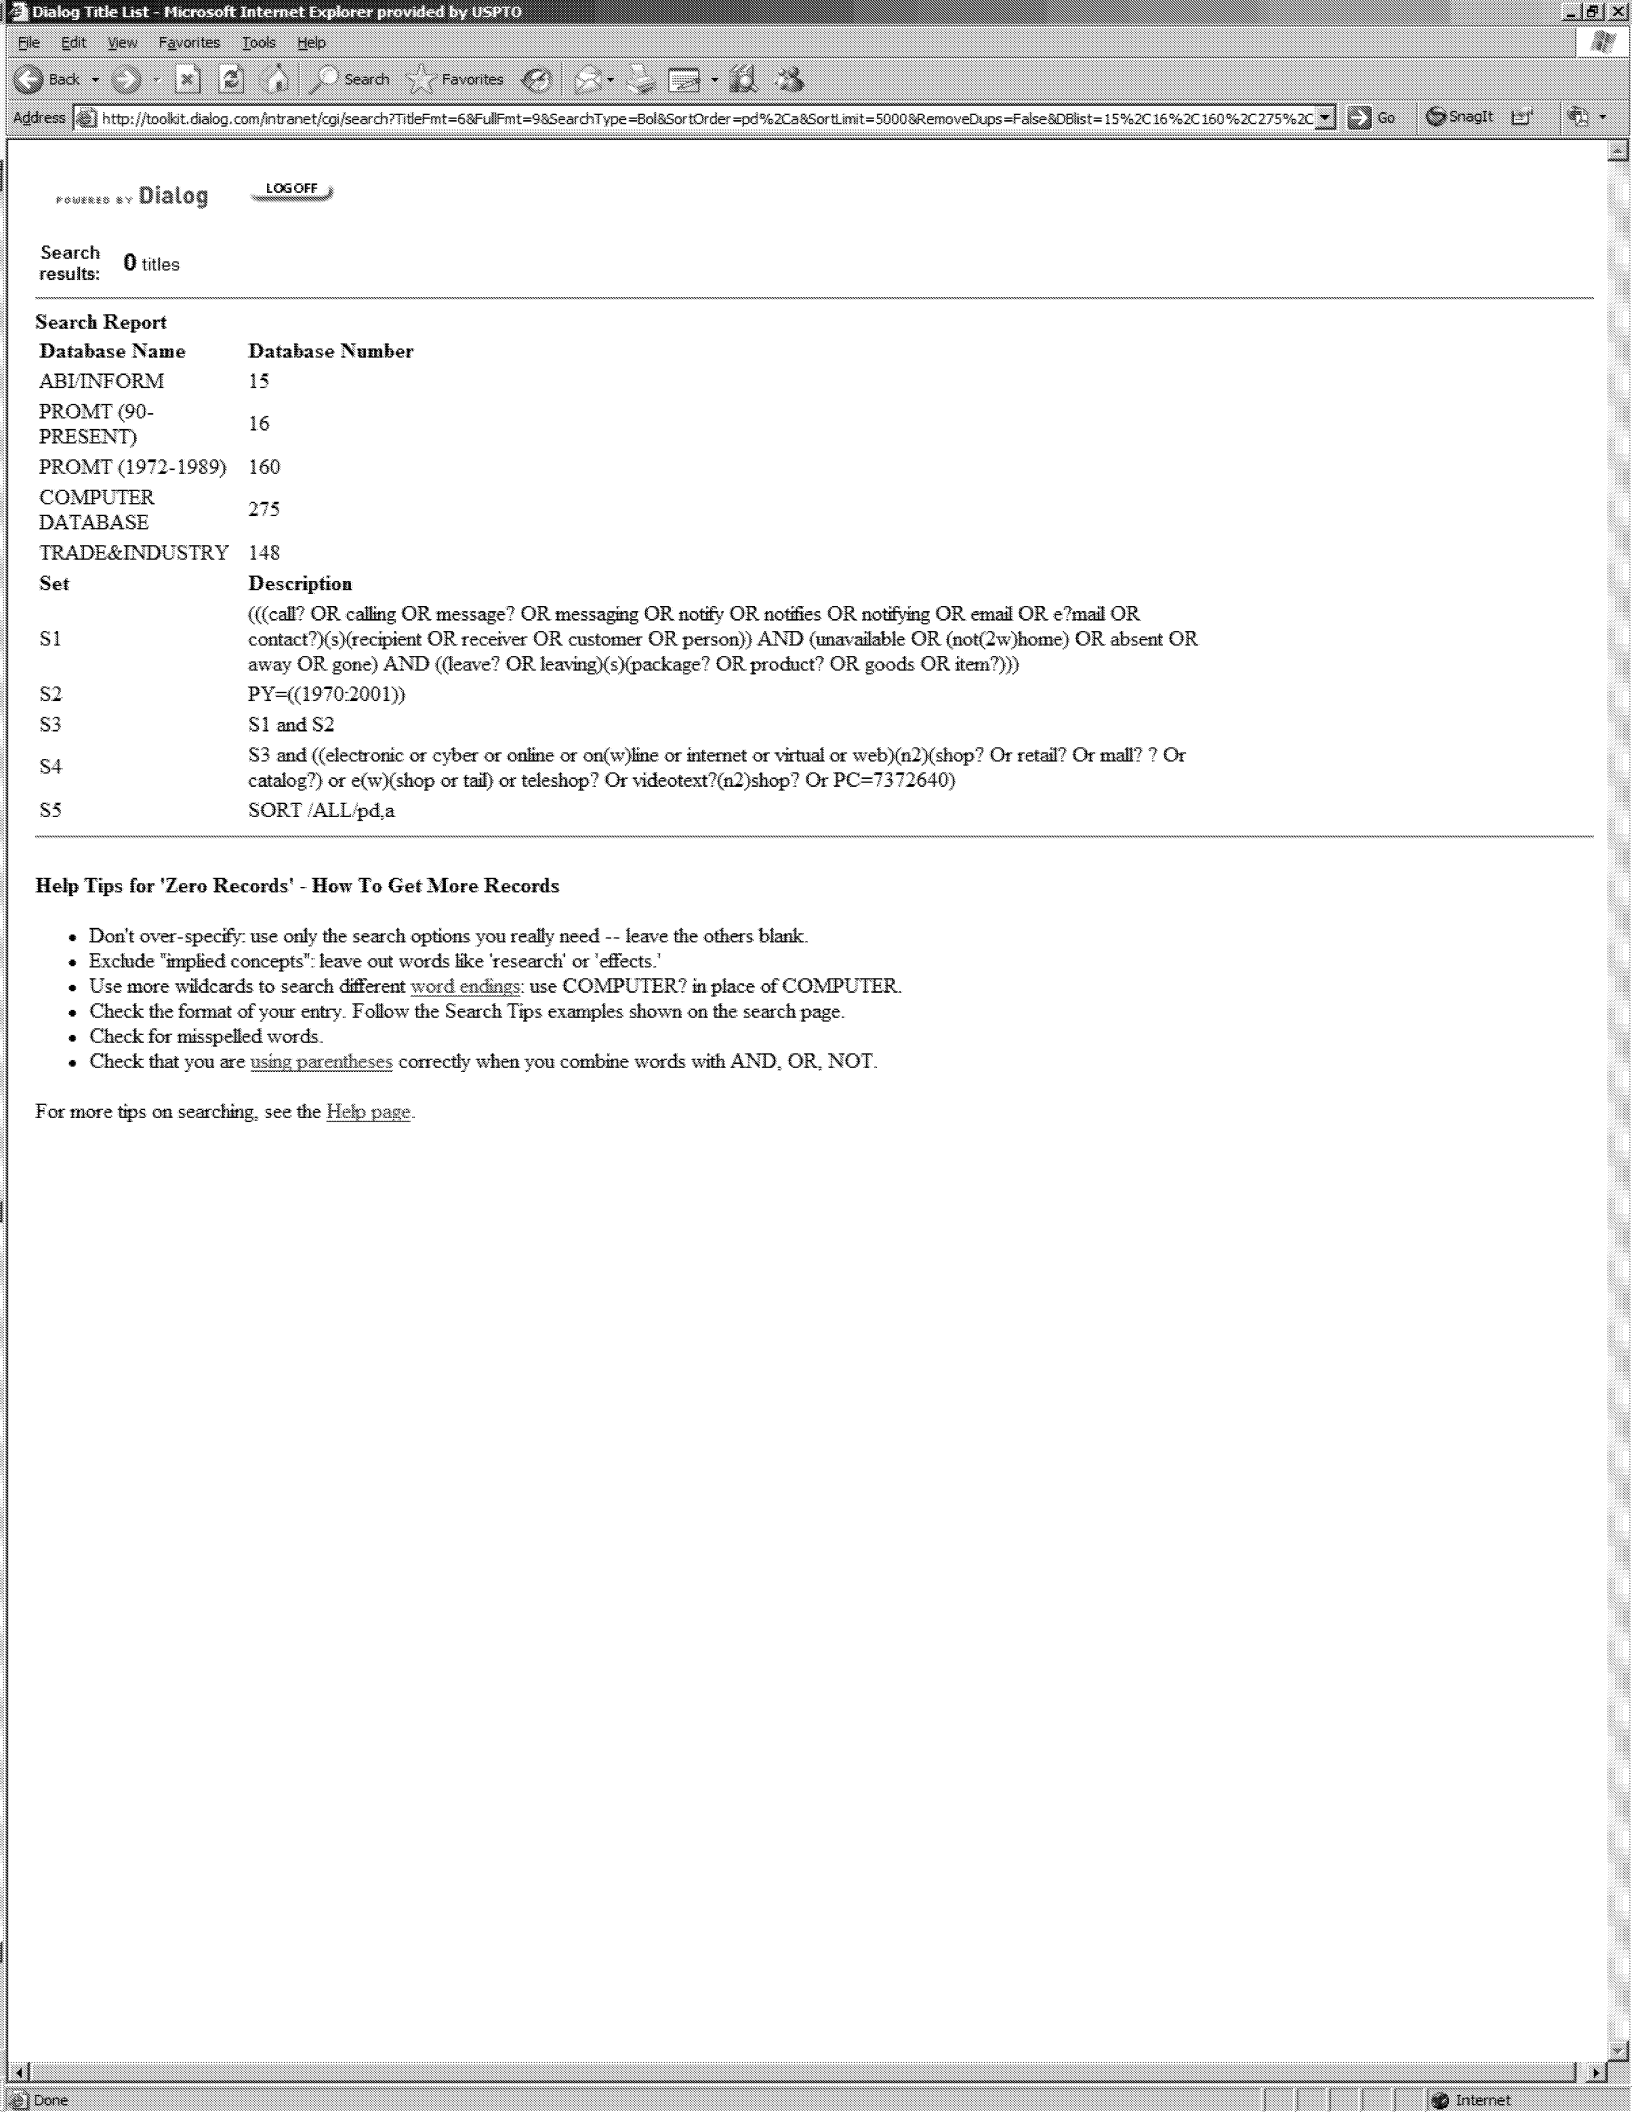 Dialog Title List - Microsoft Internet Explorer provided by USPTO
File Edit View Favorites Tools Help
Back Search Favorites
Address http://toolkit.dialog.com/intranet/cgi/search?TitleFmt=6&FullFmt=9&SearchType=Bol&SortOrder=pd%2Ca&SortLimit=5000&RemoveDups=False&DBlist=15%2C16%2C160%2C275%2C Go SnagIt
POWERED BY Dialog LOGOFF
Search results: 0 titles
Search Report
Database Name Database Number
ABI/INFORM 15
PROMT (90-
PRESENT) 16
PROMT (1972-1989) 160
COMPUTER
DATABASE 275
TRADE&INDUSTRY 148
Set Description
S1 (((call? OR calling OR message? OR messaging OR notify OR notifies OR notifying OR email OR e?mail OR
contact?)(s)(recipient OR receiver OR customer OR person)) AND (unavailable OR (not(2w)home) OR absent OR
away OR gone) AND ((leave? OR leaving)(s)(package? OR product? OR goods OR item?)))
S2 PY=((1970:2001))
S3 S1 and S2
S4 S3 and ((electronic or cyber or online or on(w)line or internet or virtual or web)(n2)(shop? Or retail? Or mall? ? Or
catalog?) or e(w)(shop or tail) or teleshop? Or videotext?(n2)shop? Or PC=7372640)
S5 SORT /ALL/pd,a
Help Tips for 'Zero Records' - How To Get More Records
• Don't over-specify: use only the search options you really need -- leave the others blank.
• Exclude "implied concepts": leave out words like 'research' or 'effects.'
• Use more wildcards to search different word endings: use COMPUTER? in place of COMPUTER.
• Check the format of your entry. Follow the Search Tips examples shown on the search page.
• Check for misspelled words.
• Check that you are using parentheses correctly when you combine words with AND, OR, NOT.
For more tips on searching, see the Help page.
Done Internet